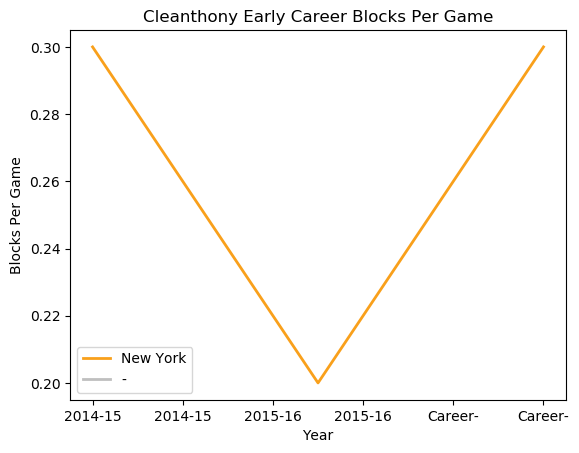 Cleanthony Early Career Blocks Per Game
0.30
0.28
0.26
0.24
0.22
0.20
Blocks Per Game
New York
-
2014-15 2014-15 2015-16 2015-16 Career- Career-
Year